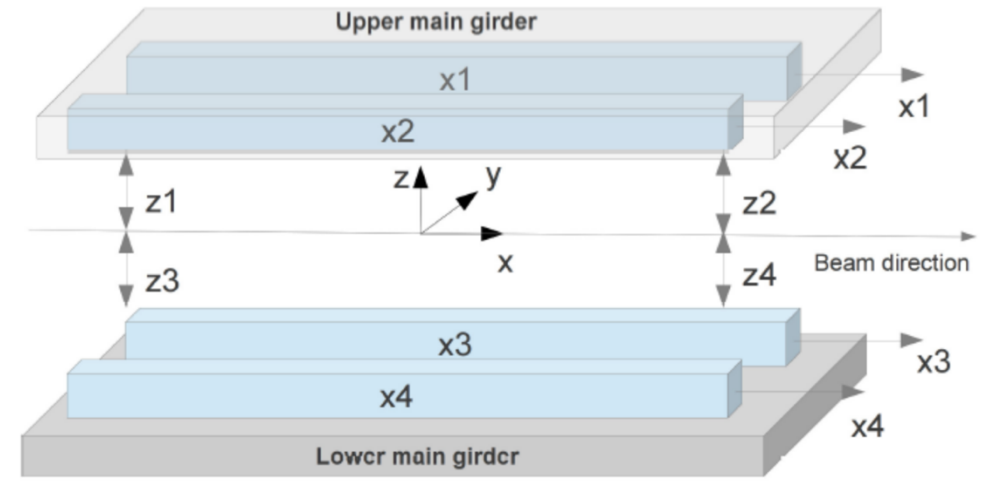 Upper main girder
x1
x1
x2
x2
z y
z1 z2
x
Beam direction
z3 z4
x3
x3
x4
x4
Lowcr main girdcr